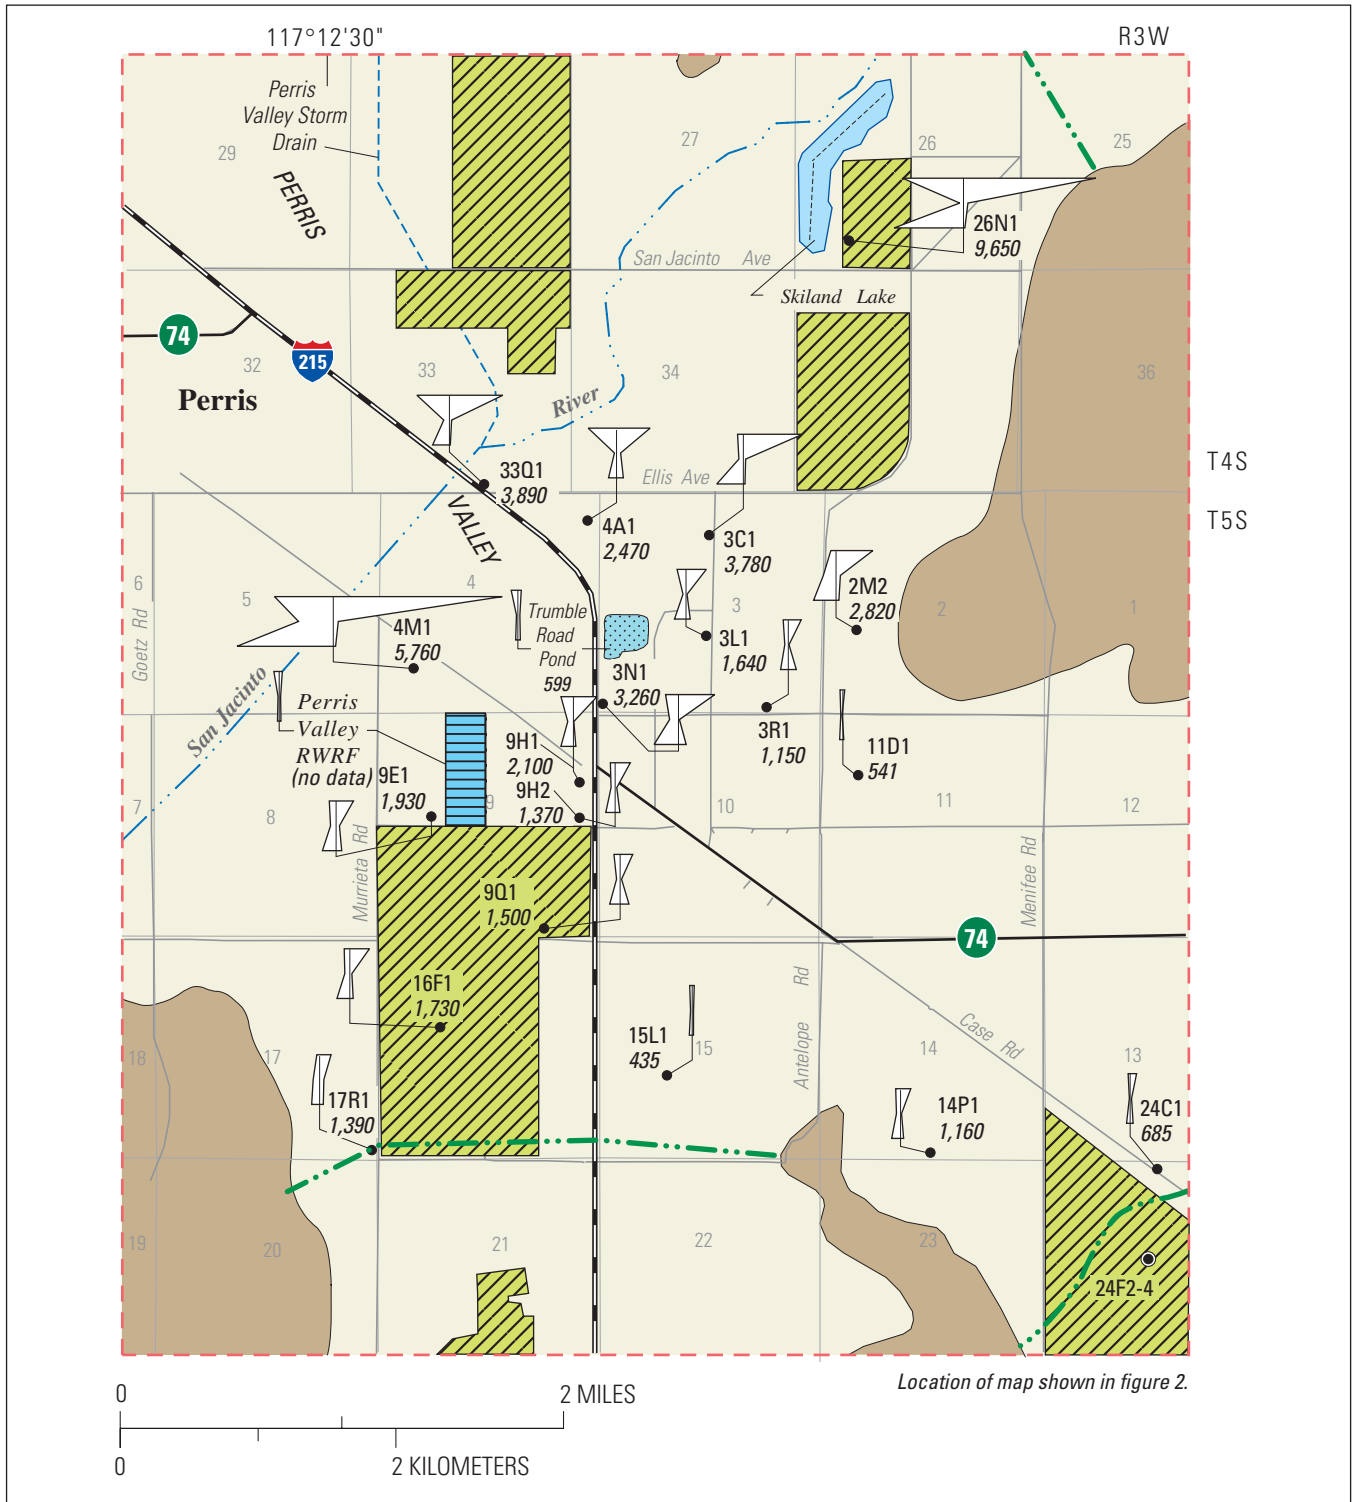 117°12'30"
R3W
Perris
Valley Storm
Drain
29
27
26
25
PERRIS
26N1
9,650
San Jacinto Ave
Skiland Lake
74
215
32
33
34
36
Perris
River
T4S
33Q1
3,890
Ellis Ave
T5S
VALLEY
4A1
2,470
3C1
3,780
6
5
4
3
2
1
2M2
2,820
Goetz Rd
4M1
5,760
Trumble
Road
Pond
599
3L1
1,640
3N1
3,260
San Jacinto
Perris
Valley
RWRF
(no data)
9H1
2,100
3R1
1,150
11D1
541
9E1
1,930
9H2
1,370
7
8
9
10
11
12
Murrieta Rd
Menifee Rd
9Q1
1,500
74
16F1
1,730
Antelope Rd
Case Rd
15L1
435
18
17
15
14
13
17R1
1,390
14P1
1,160
24C1
685
19
20
21
22
23
24F2-4
Location of map shown in figure 2.
0
2 MILES
0
2 KILOMETERS